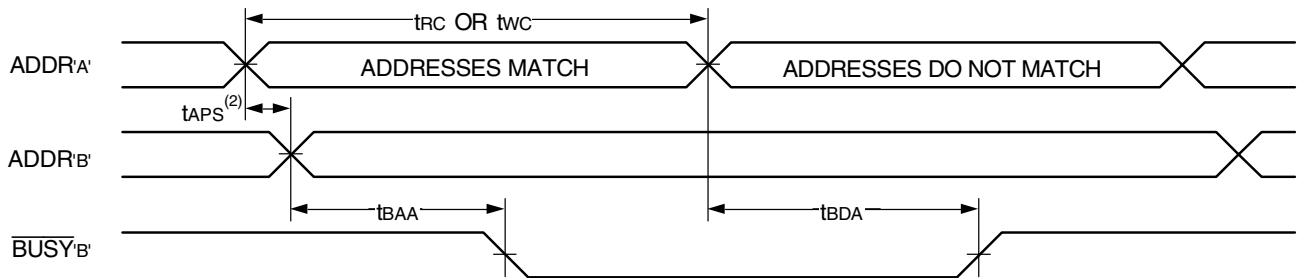 tRC OR tWC
ADDR'A'
ADDRESSES MATCH
ADDRESSES DO NOT MATCH
tAPS(2)
ADDR'B'
tBAA
tBDA
BUSY'B'